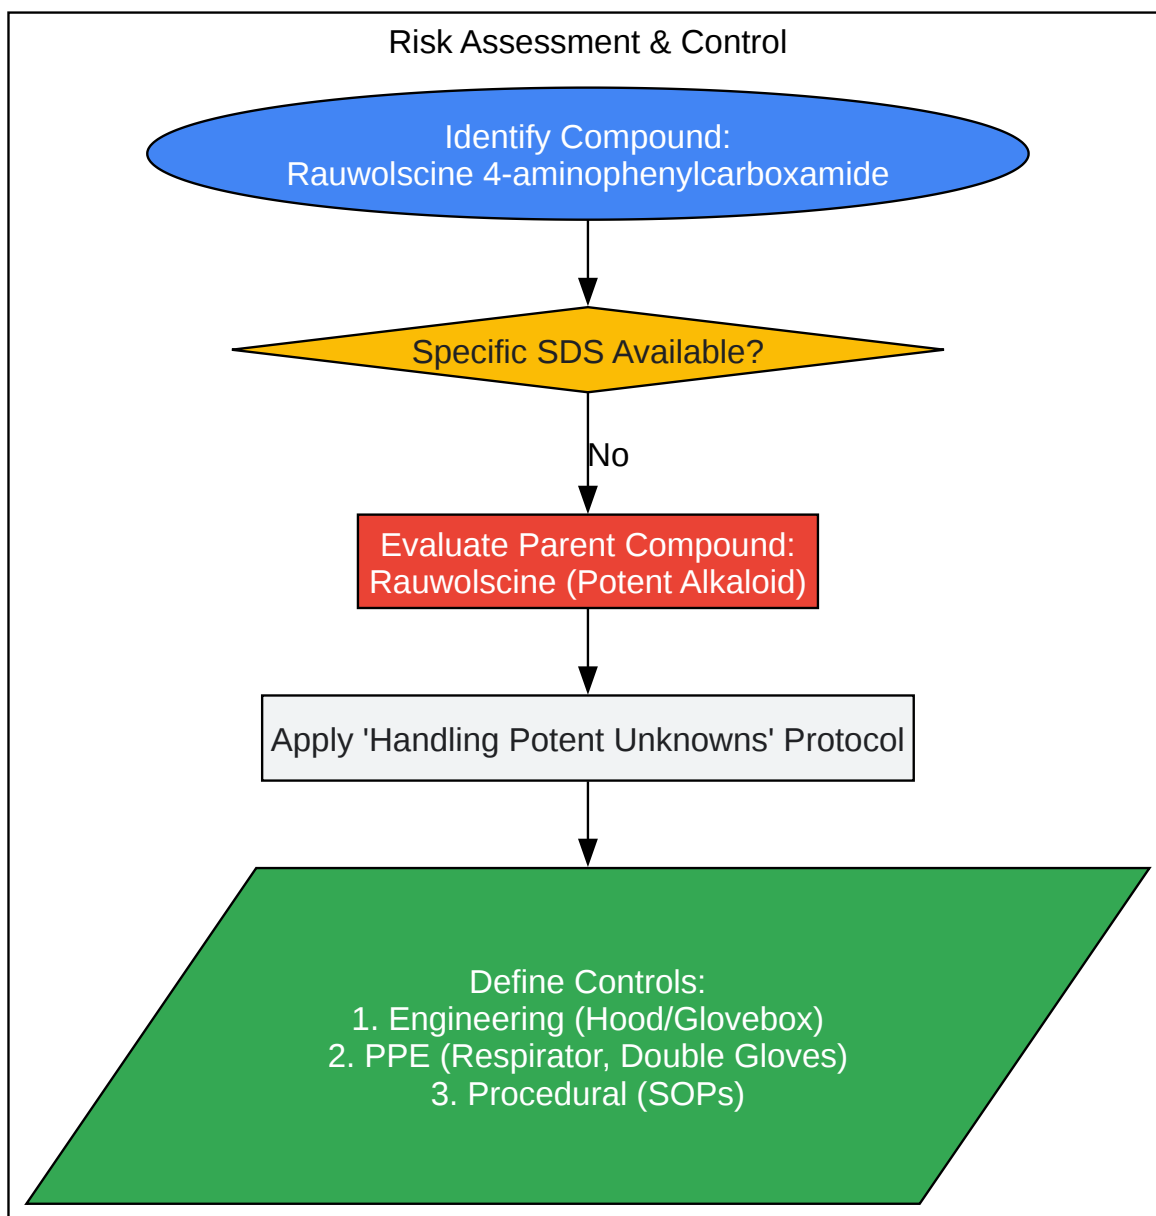 Risk Assessment & Control
Identify Compound:
Rauwolscine 4-aminophenylcarboxamide
Specific SDS Available?
No
Evaluate Parent Compound:
Rauwolscine (Potent Alkaloid)
Apply 'Handling Potent Unknowns' Protocol
Define Controls:
1. Engineering (Hood/Glovebox)
2. PPE (Respirator, Double Gloves)
3. Procedural (SOPs)